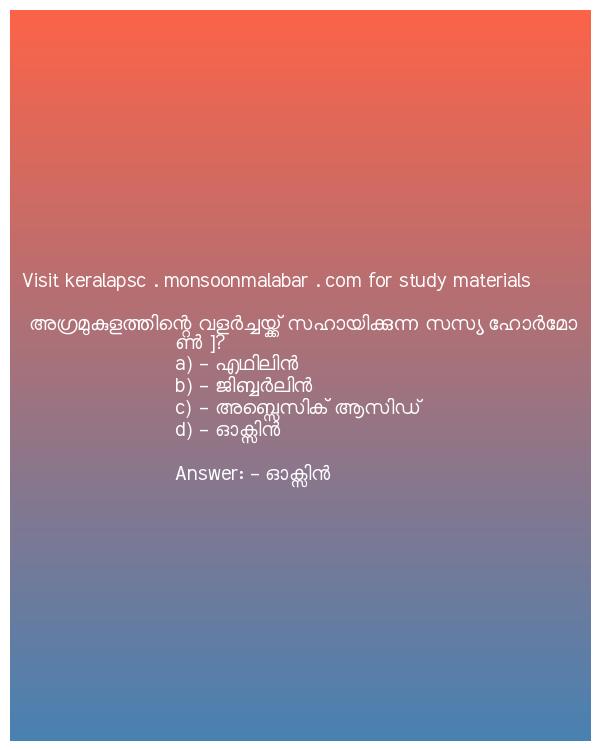 Visit keralapsc . monsoonmalabar . com for study materials
അഗ്രമുകുളത്തിന്റെ വളർച്ചയ്ക്ക് സഹായിക്കുന്ന സസ്യ ഹോർമോ
ൺ ]?
a) – എഥിലിൻ
b) – ജിബ്ബർലിൻ
c) – അബ്സെസിക് ആസിഡ്
d) – ഓക്സിൻ
Answer: – ഓക്സിൻ